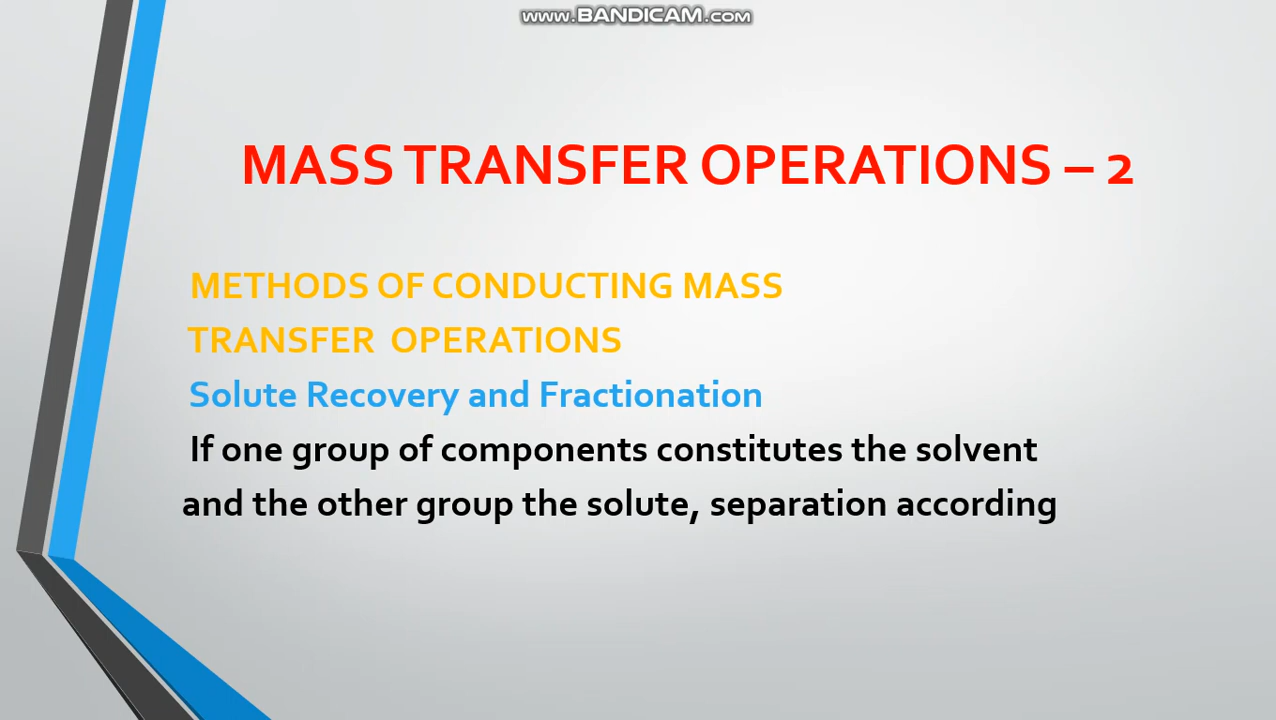 www.BANDICAM.com
MASS TRANSFER OPERATIONS – 2
METHODS OF CONDUCTING MASS
TRANSFER OPERATIONS
Solute Recovery and Fractionation
If one group of components constitutes the solvent
and the other group the solute, separation according